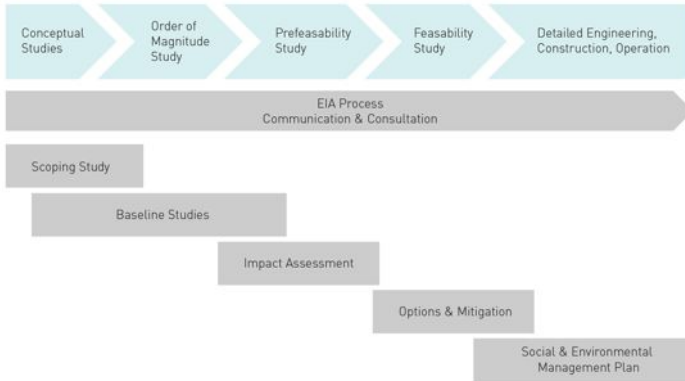 Conceptual
Studies
Order of
Magnitude
Study
Prefeasability
Study
Feasability
Study
Detailed Engineering,
Construction, Operation
EIA Process
Communication & Consultation
Scoping Study
Baseline Studies
Impact Assessment
Options & Mitigation
Social & Environmental
Management Plan